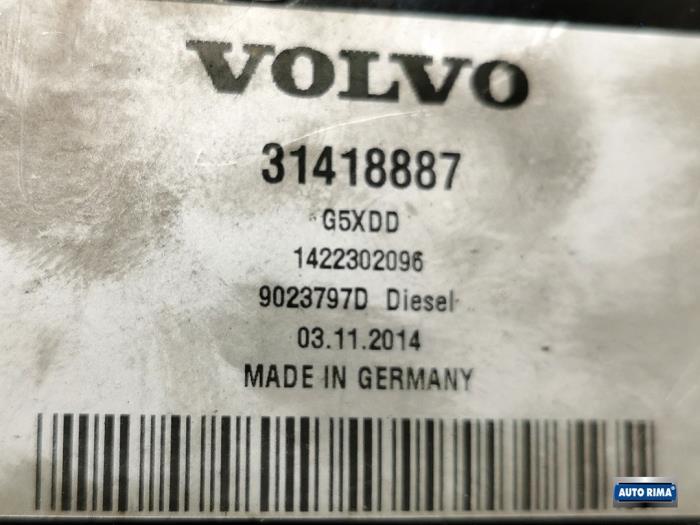 VOLVO
31418887
G5XDD
1422302096
9023797D Diesel
03.11.2014
MADE IN GERMANY
AUTO RIMA®